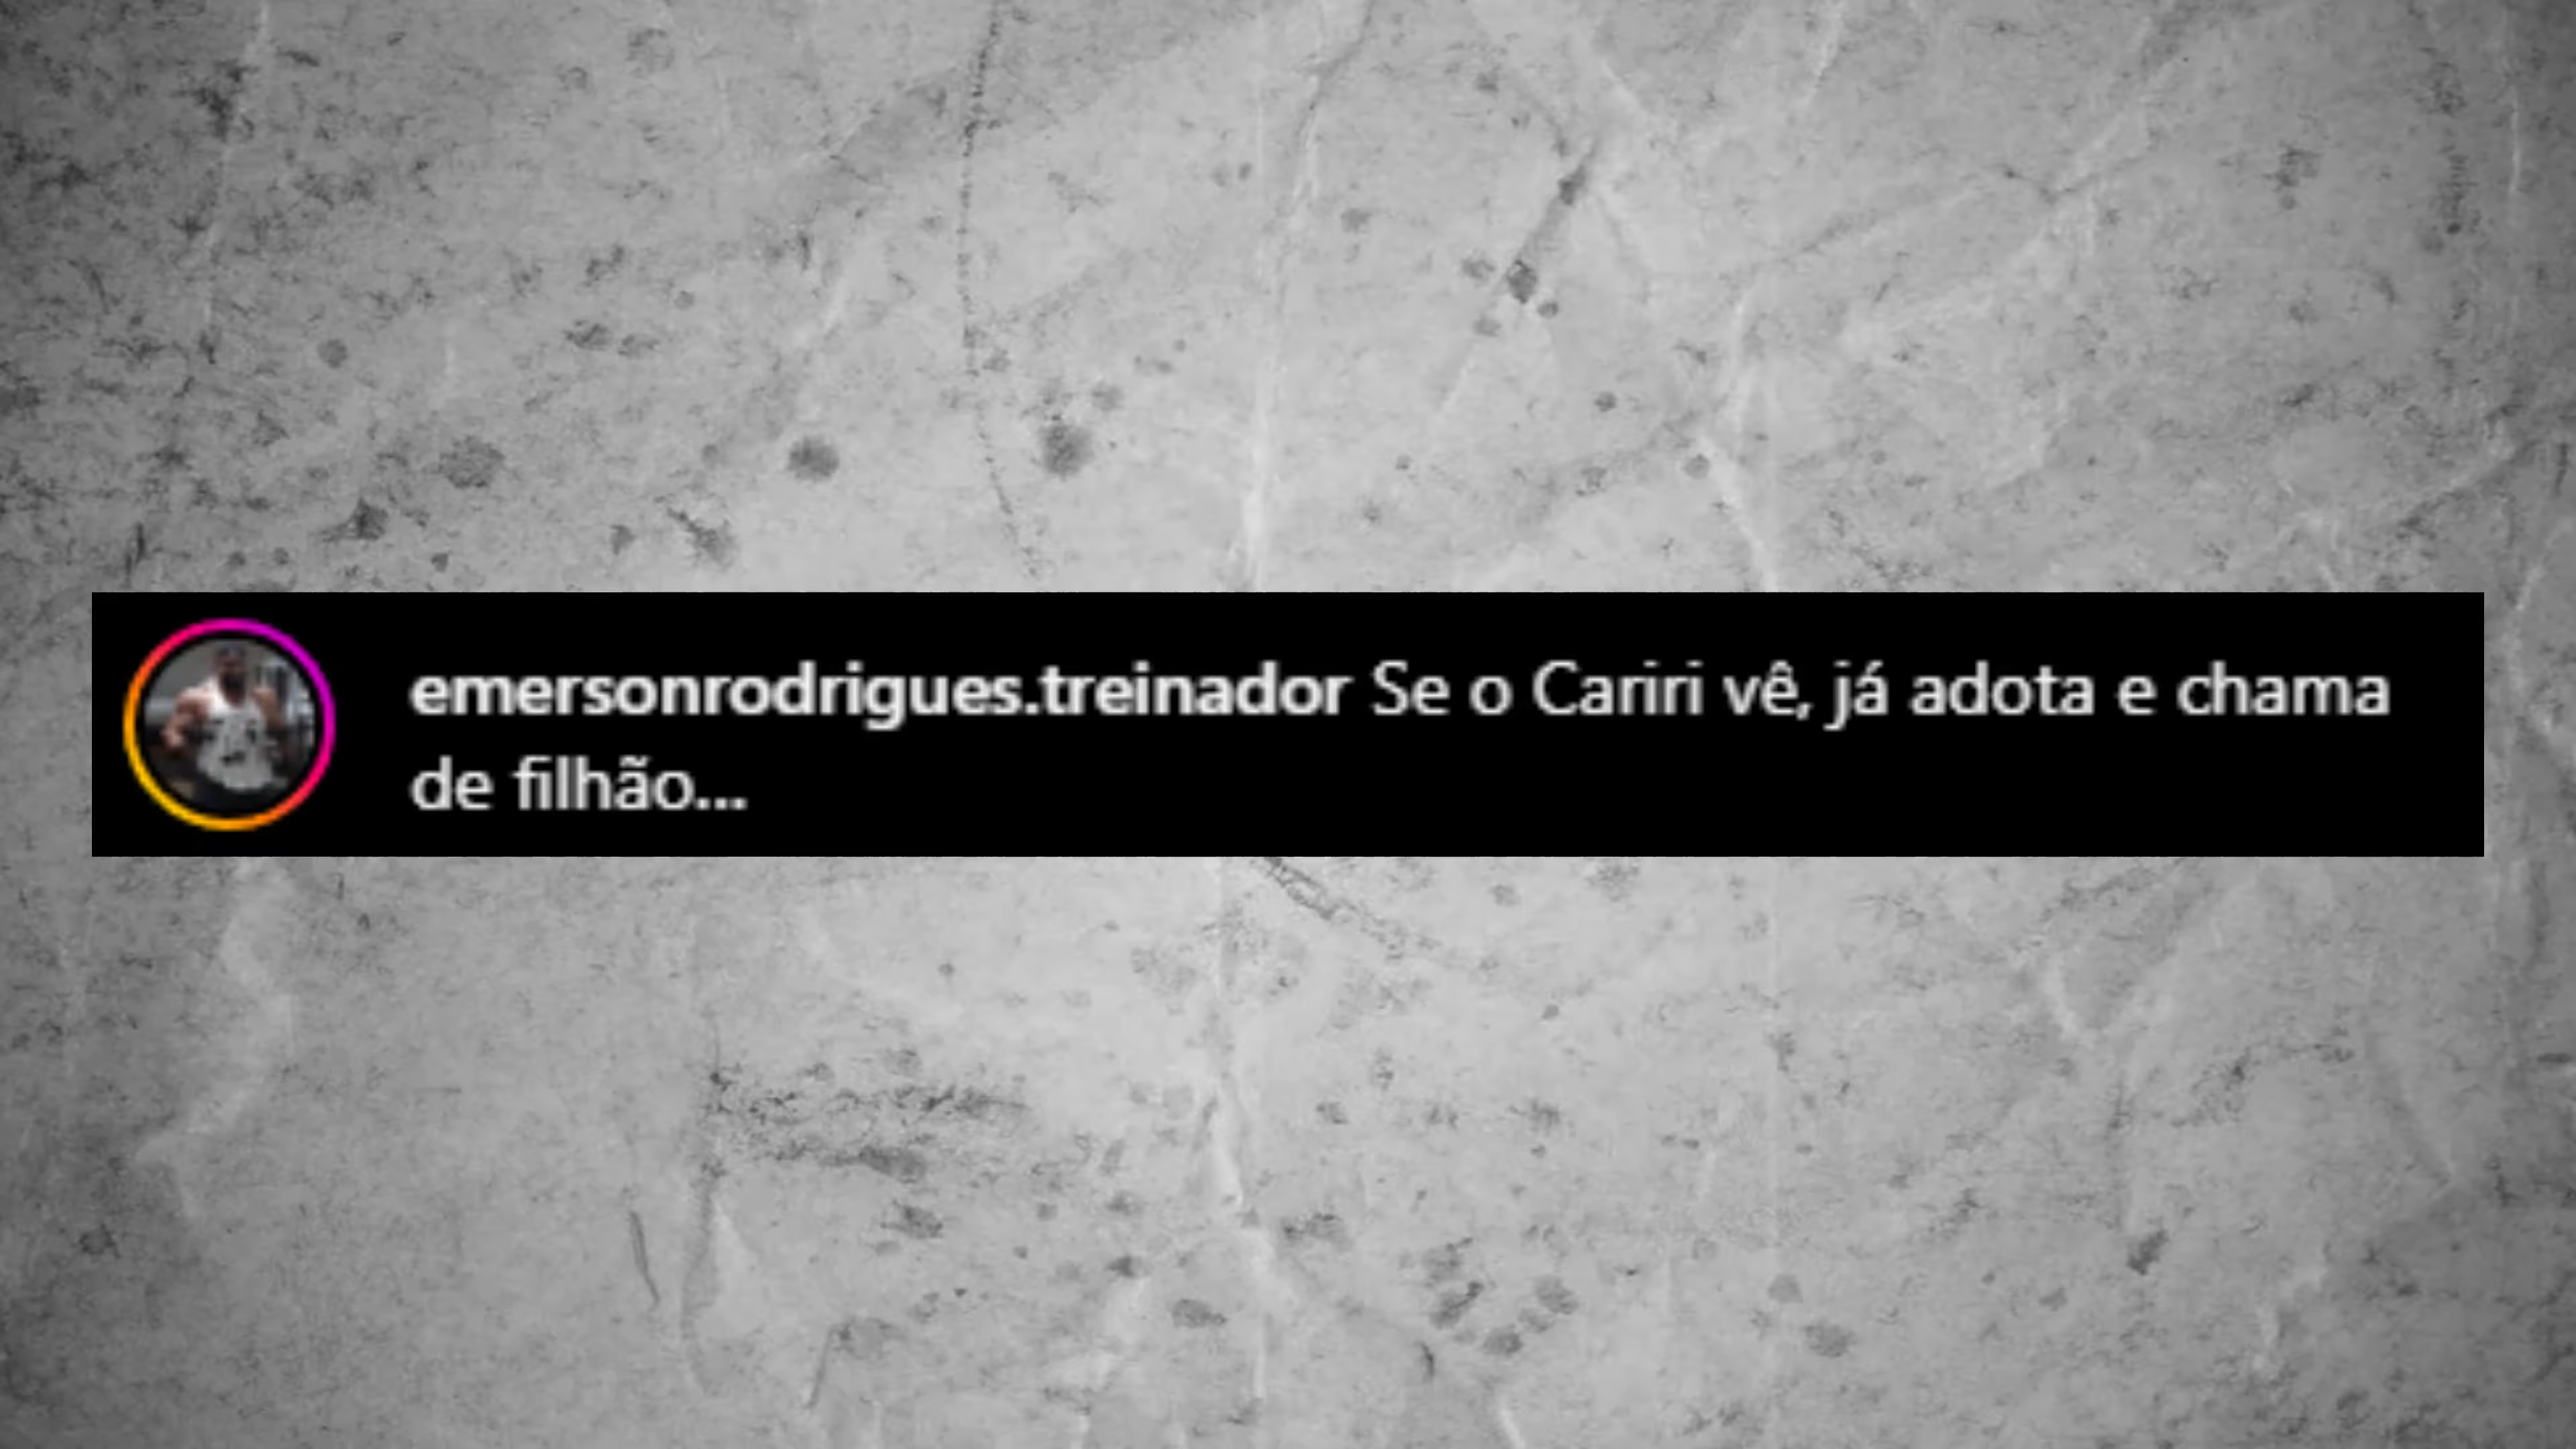 emersonrodrigues.treinador Se o Cariri vê, já adota e chama
de filhão...